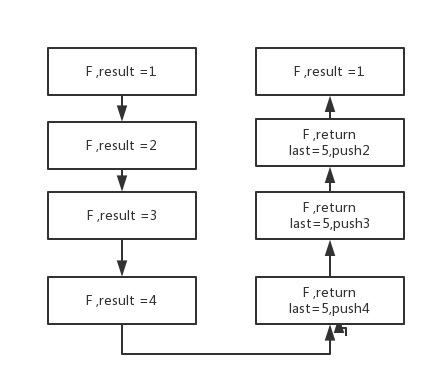 F ,result =1
F ,result =2
F ,result =3
F ,result =4
F ,result =1
F ,return
last=5,push2
F ,return
last=5,push3
F ,return
last=5,push4